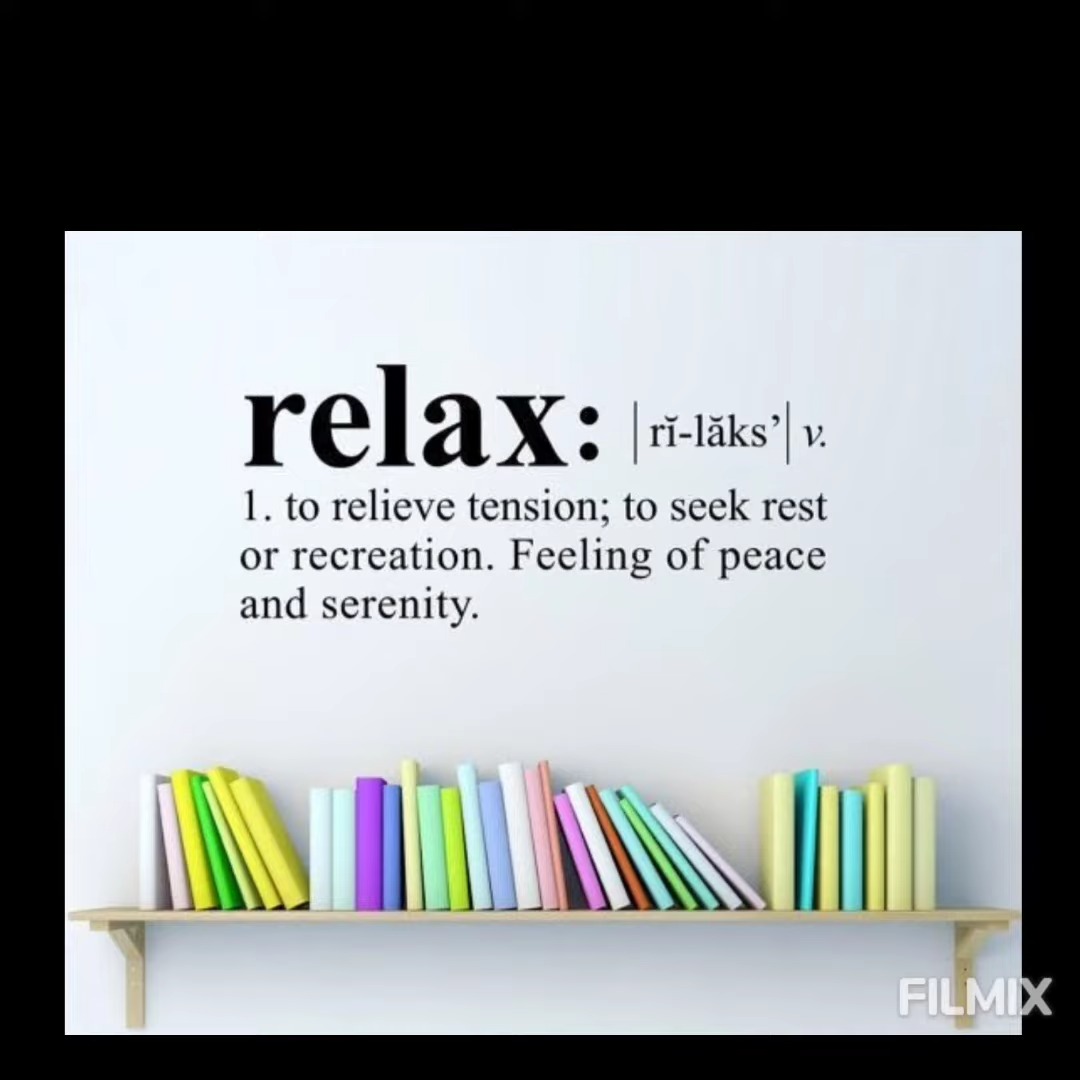 relax: |rĭ-lăks’| v.
1. to relieve tension; to seek rest
or recreation. Feeling of peace
and serenity.
FILMIX